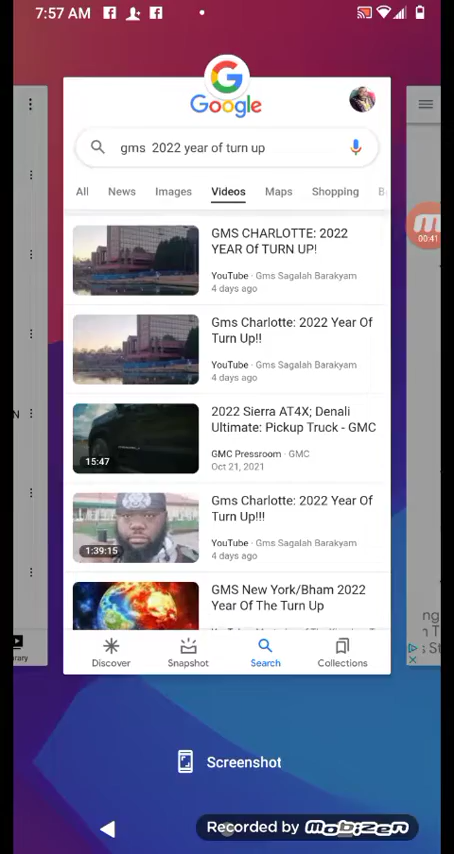 7:57 AM
Google
gms 2022 year of turn up
All News Images Videos Maps Shopping B
GMS CHARLOTTE: 2022
YEAR Of TURN UP!
YouTube · Gms Sagalah Barakyam
4 days ago
Gms Charlotte: 2022 Year Of
Turn Up!!
YouTube · Gms Sagalah Barakyam
4 days ago
2022 Sierra AT4X; Denali
Ultimate: Pickup Truck - GMC
15:47
GMC Pressroom · GMC
Oct 21, 2021
Gms Charlotte: 2022 Year Of
Turn Up!!!
1:39:15
YouTube · Gms Sagalah Barakyam
4 days ago
GMS New York/Bham 2022
Year Of The Turn Up
Discover Snapshot Search Collections
00:41
N
rary
ng
n T
s St
Screenshot
Recorded by Mobizen